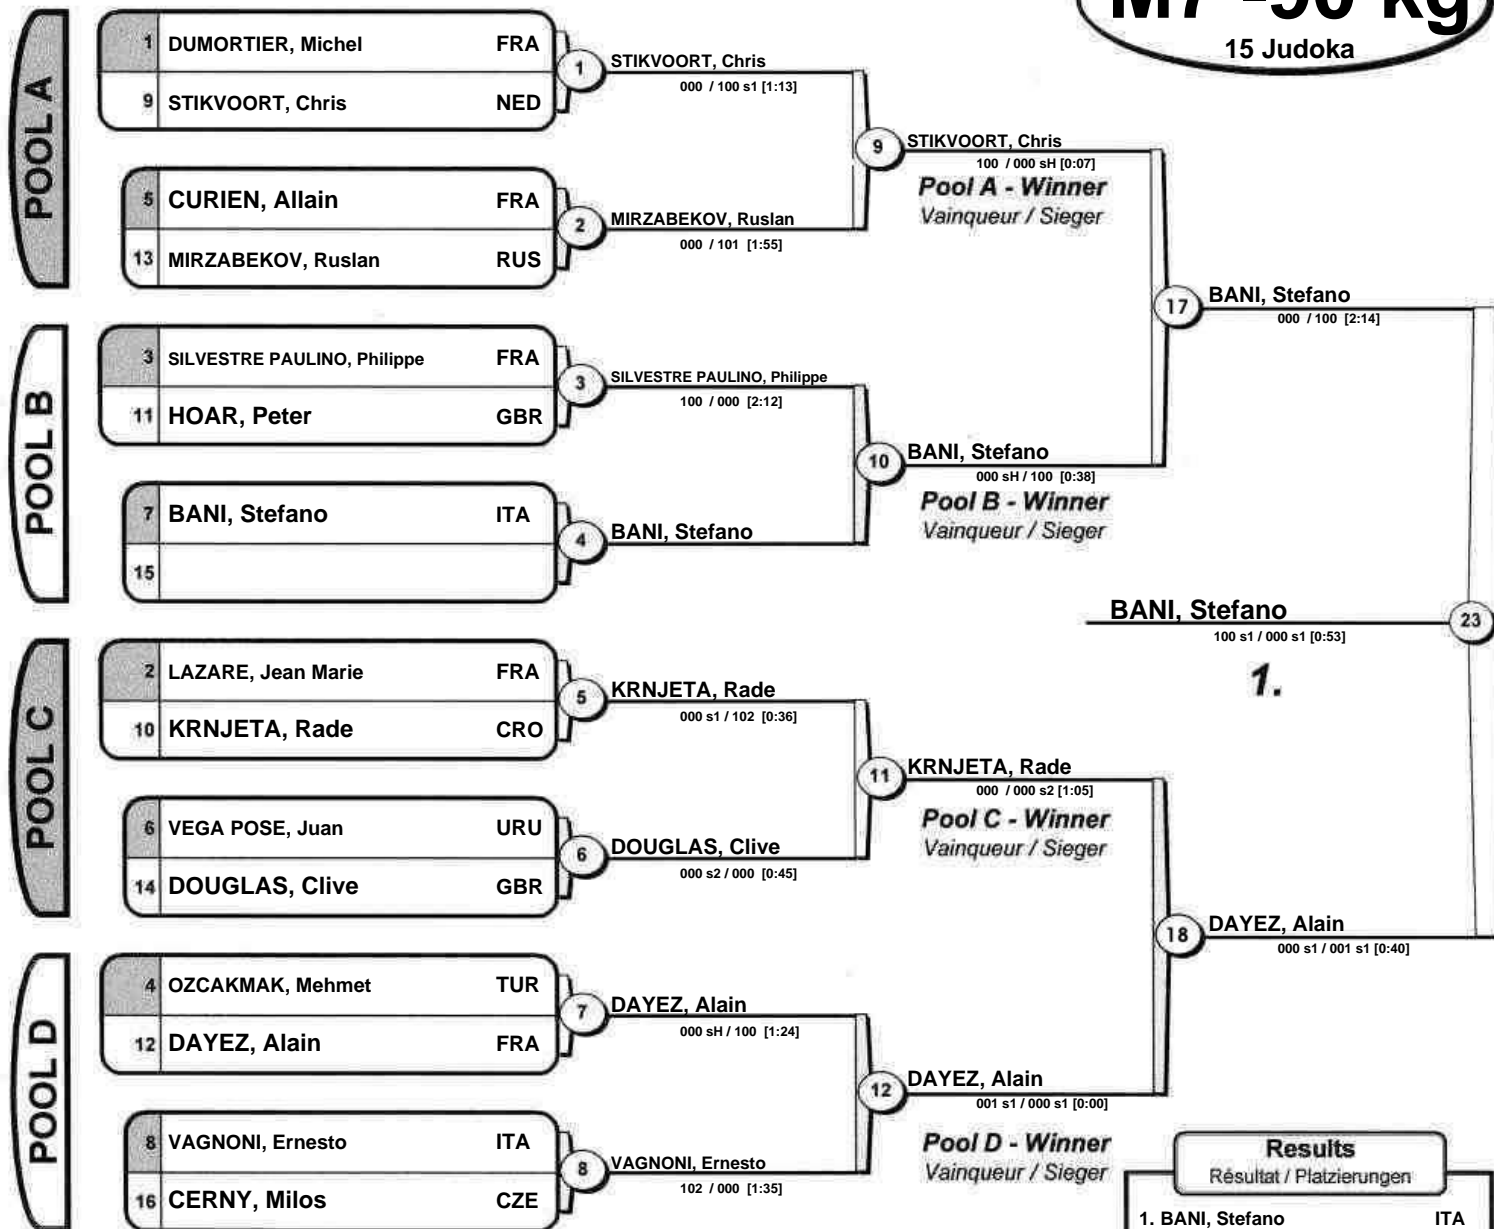 M7 -90 kg
15 Judoka
POOL A
1 DUMORTIER, Michel FRA
9 STIKVOORT, Chris NED
1
STIKVOORT, Chris
000 / 100 s1 [1:13]
5 CURIEN, Allain FRA
13 MIRZABEKOV, Ruslan RUS
2
MIRZABEKOV, Ruslan
000 / 101 [1:55]
9
STIKVOORT, Chris
100 / 000 sH [0:07]
Pool A - Winner
Vainqueur / Sieger
POOL B
3 SILVESTRE PAULINO, Philippe FRA
11 HOAR, Peter GBR
3
SILVESTRE PAULINO, Philippe
100 / 000 [2:12]
7 BANI, Stefano ITA
15
4
BANI, Stefano
10
BANI, Stefano
000 sH / 100 [0:38]
Pool B - Winner
Vainqueur / Sieger
17
BANI, Stefano
000 / 100 [2:14]
BANI, Stefano
23
100 s1 / 000 s1 [0:53]
1.
POOL C
2 LAZARE, Jean Marie FRA
10 KRNJETA, Rade CRO
5
KRNJETA, Rade
000 s1 / 102 [0:36]
6 VEGA POSE, Juan URU
14 DOUGLAS, Clive GBR
6
DOUGLAS, Clive
000 s2 / 000 [0:45]
11
KRNJETA, Rade
000 / 000 s2 [1:05]
Pool C - Winner
Vainqueur / Sieger
POOL D
4 OZCAKMAK, Mehmet TUR
12 DAYEZ, Alain FRA
7
DAYEZ, Alain
000 sH / 100 [1:24]
8 VAGNONI, Ernesto ITA
16 CERNY, Milos CZE
8
VAGNONI, Ernesto
102 / 000 [1:35]
12
DAYEZ, Alain
001 s1 / 000 s1 [0:00]
Pool D - Winner
Vainqueur / Sieger
18
DAYEZ, Alain
000 s1 / 001 s1 [0:40]
Results
Résultat / Platzierungen
1. BANI, Stefano ITA